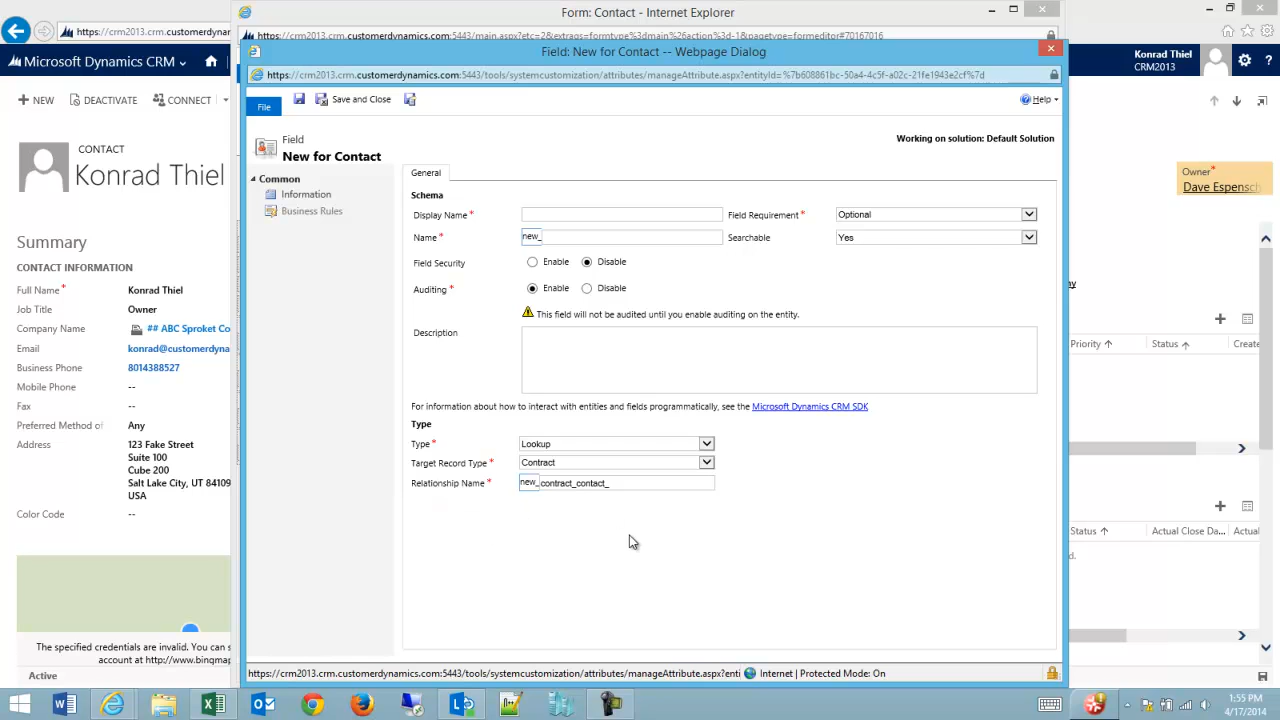 Form: Contact - Internet Explorer
https://crm2013.crm.customerdynamics.com:5443/main.aspx?etc=2&extraqs=formtype%3dmain%26action%3d-1&pagetype=formeditor#70167016
https://crm2013.crm.customerdynam
Field: New for Contact -- Webpage Dialog
https://crm2013.crm.customerdynamics.com:5443/tools/systemcustomization/attributes/manageAttribute.aspx?entityId=%7b608861bc-50a4-4c5f-a02c-21fe1943e2cf%7d
Microsoft Dynamics CRM
Konrad Thiel
CRM2013
?
NEW
DEACTIVATE
CONNECT
File
Save and Close
Help
CONTACT
Konrad Thiel
Field
New for Contact
Working on solution: Default Solution
Owner*
Dave Espensch
Common
Information
Business Rules
General
Schema
Display Name *
Field Requirement *
Optional
Name *
new_
Searchable
Yes
Field Security
Enable
Disable
Auditing *
Enable
Disable
This field will not be audited until you enable auditing on the entity.
Description
For information about how to interact with entities and fields programmatically, see the Microsoft Dynamics CRM SDK
Type
Type *
Lookup
Target Record Type *
Contract
Relationship Name *
new_ contract_contact_
Summary
CONTACT INFORMATION
Full Name *
Konrad Thiel
Job Title
Owner
Company Name
## ABC Sproket Co
Email
konrad@customerdyna
Business Phone
8014388527
Mobile Phone
--
Fax
--
Preferred Method of
Any
Address
123 Fake Street
Suite 100
Cube 200
Salt Lake City, UT 84109
USA
Color Code
--
The specified credentials are invalid. You can s
account at http://www.bingmap
Active
Priority
Status
Create
Status
Actual Close Da...
Actual
d.
https://crm2013.crm.customerdynamics.com:5443/tools/systemcustomization/attributes/manageAttribute.aspx?enti
Internet | Protected Mode: On
1:55 PM
4/17/2014